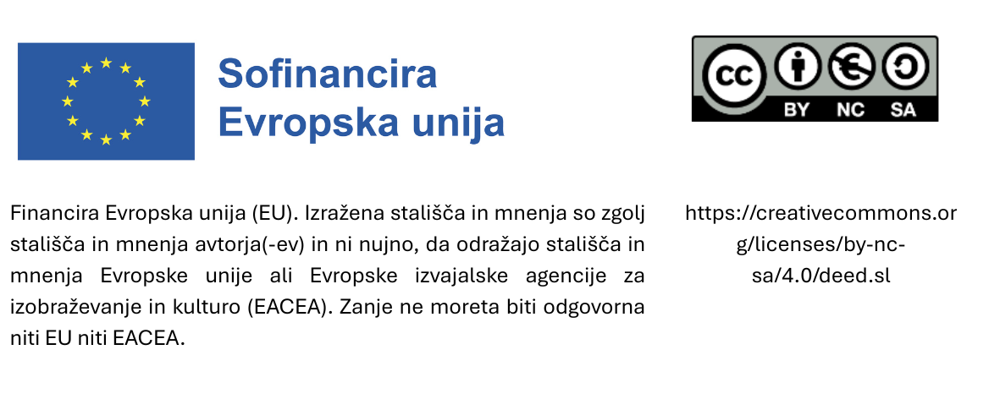 Sofinancira
Evropska unija
CC
BY NC SA
Financira Evropska unija (EU). Izražena stališča in mnenja so zgolj
stališča in mnenja avtorja(-ev) in ni nujno, da odražajo stališča in
mnenja Evropske unije ali Evropske izvajalske agencije za
izobraževanje in kulturo (EACEA). Zanje ne moreta biti odgovorna
niti EU niti EACEA.
https://creativecommons.or
g/licenses/by-nc-
sa/4.0/deed.sl